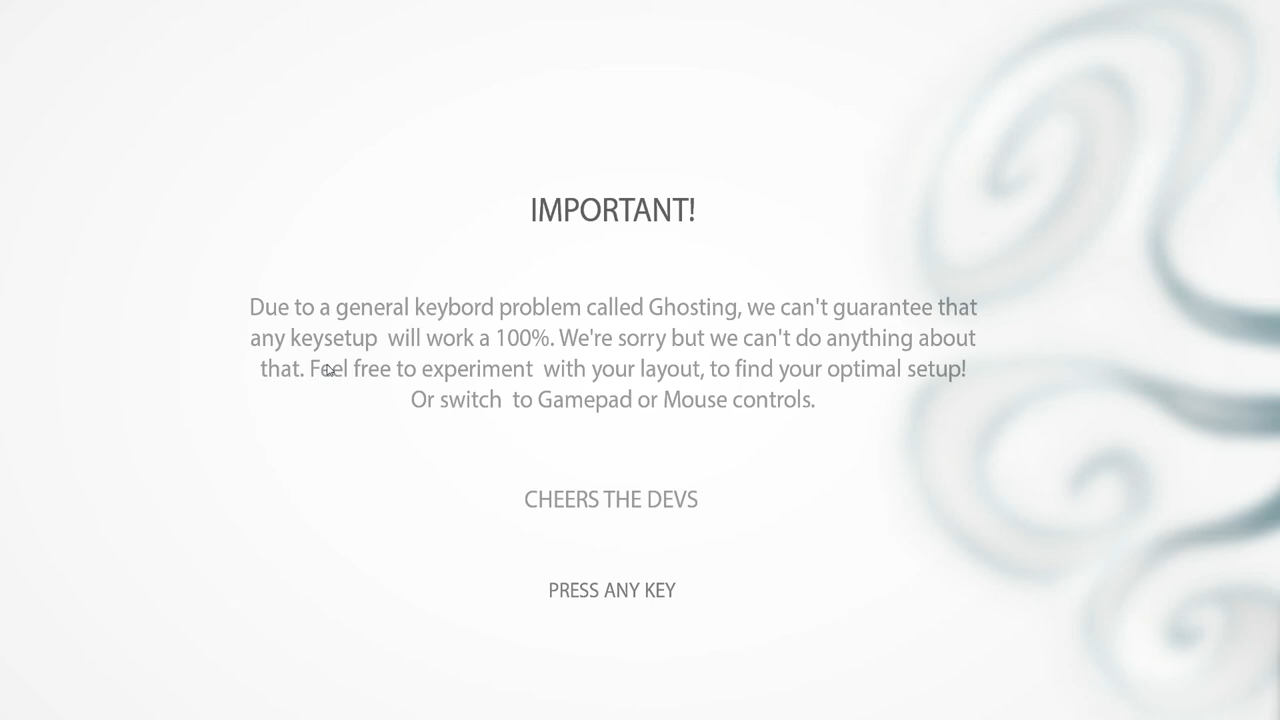 IMPORTANT!
Due to a general keybord problem called Ghosting, we can't guarantee that
any keysetup will work a 100%. We're sorry but we can't do anything about
that. Feel free to experiment with your layout, to find your optimal setup!
Or switch to Gamepad or Mouse controls.
CHEERS THE DEVS
PRESS ANY KEY